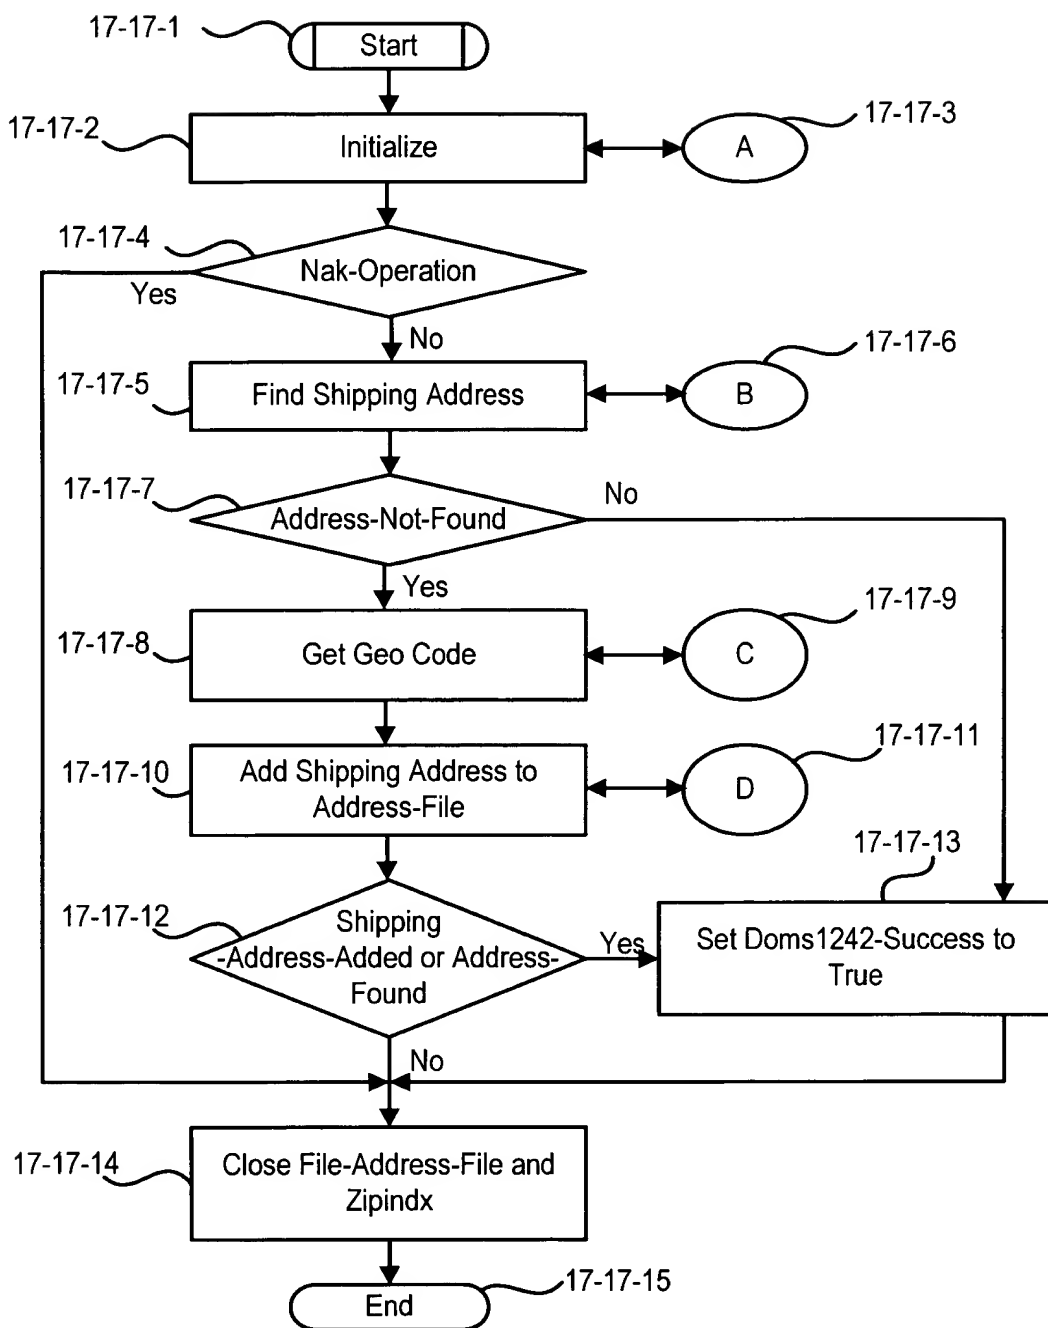 17-17-1
Start
17-17-2
Initialize
A
17-17-3
17-17-4
Nak-Operation
Yes
No
17-17-5
Find Shipping Address
B
17-17-6
17-17-7
Address-Not-Found
No
Yes
17-17-8
Get Geo Code
C
17-17-9
17-17-10
Add Shipping Address to
Address-File
D
17-17-11
17-17-12
Shipping
-Address-Added or Address-
Found
Yes
No
17-17-13
Set Doms1242-Success to
True
17-17-14
Close File-Address-File and
Zipindx
End
17-17-15